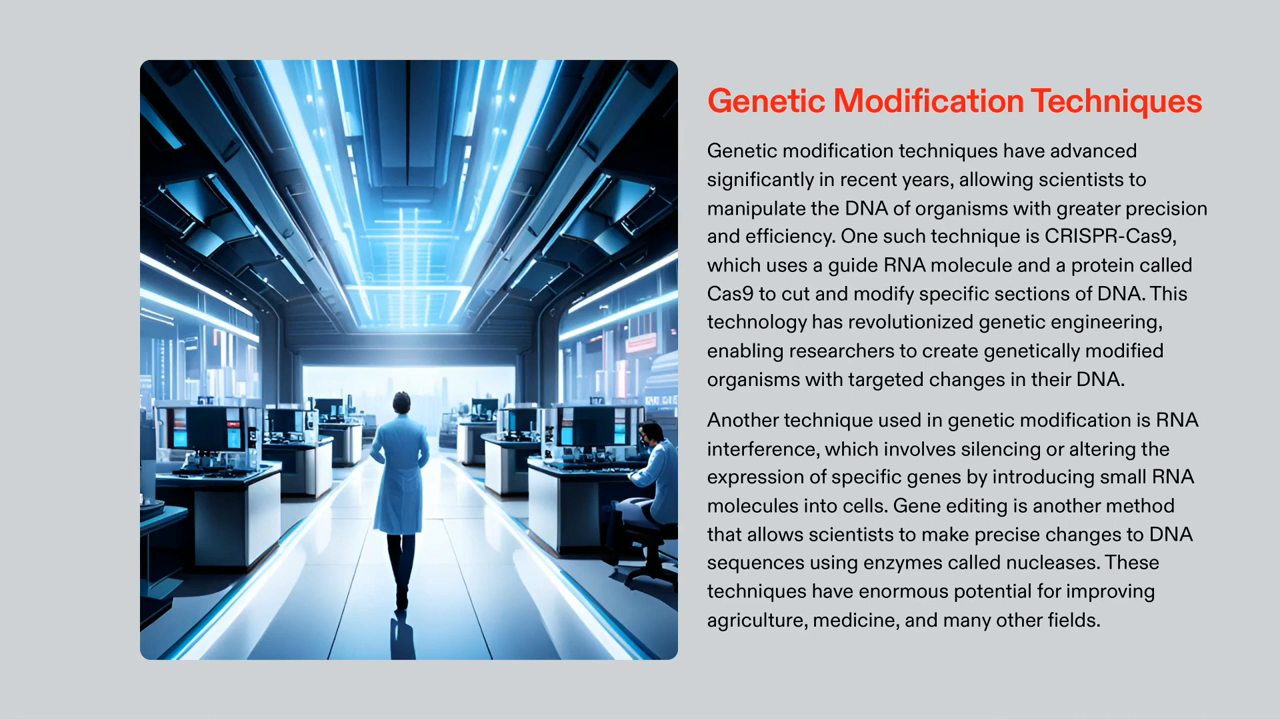 Genetic Modification Techniques
Genetic modification techniques have advanced
significantly in recent years, allowing scientists to
manipulate the DNA of organisms with greater precision
and efficiency. One such technique is CRISPR-Cas9,
which uses a guide RNA molecule and a protein called
Cas9 to cut and modify specific sections of DNA. This
technology has revolutionized genetic engineering,
enabling researchers to create genetically modified
organisms with targeted changes in their DNA.
Another technique used in genetic modification is RNA
interference, which involves silencing or altering the
expression of specific genes by introducing small RNA
molecules into cells. Gene editing is another method
that allows scientists to make precise changes to DNA
sequences using enzymes called nucleases. These
techniques have enormous potential for improving
agriculture, medicine, and many other fields.